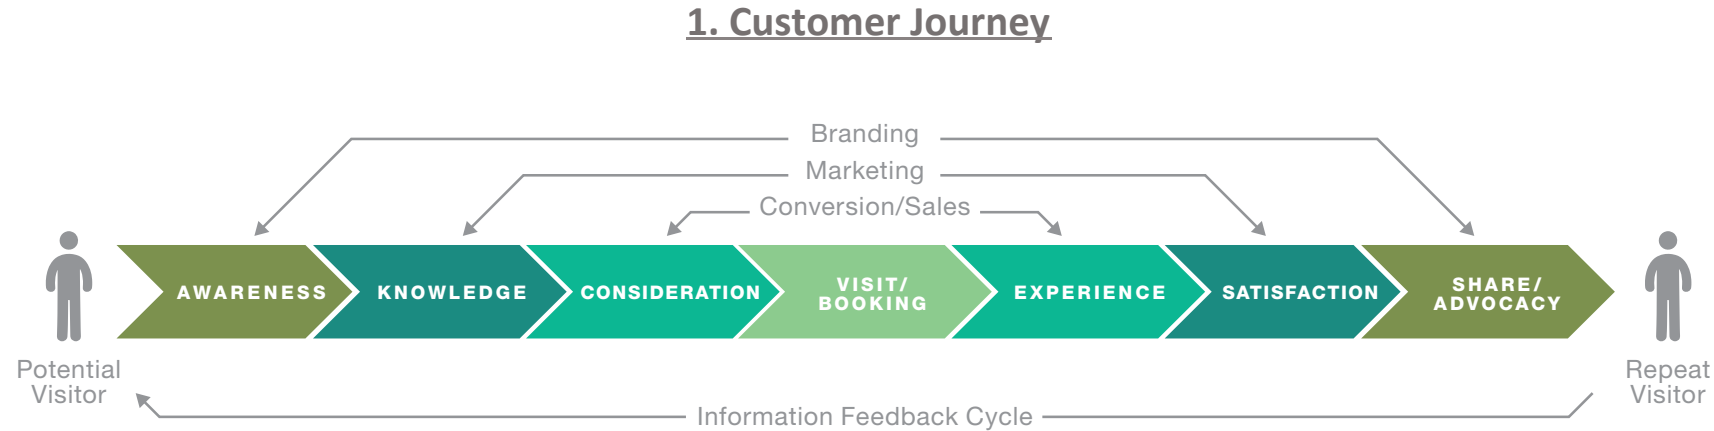 1. Customer Journey
Branding
Marketing
Conversion/Sales
AWARENESS
KNOWLEDGE
CONSIDERATION
VISIT/
BOOKING
EXPERIENCE
SATISFACTION
SHARE/
ADVOCACY
Potential
Visitor
Repeat
Visitor
Information Feedback Cycle